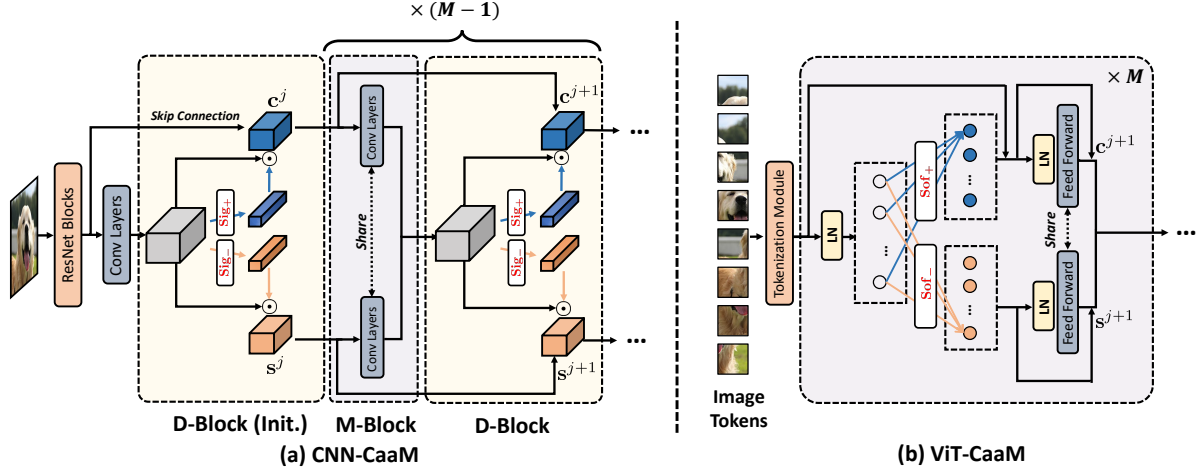 × (M − 1)
Skip Connection
c^j
ResNet Blocks
Conv Layers
Sig+
Sig−
s^j
Conv Layers
Share
Conv Layers
c^{j+1}
Sig+
Sig−
s^{j+1}
...
...
D-Block (Init.)
M-Block
D-Block
(a) CNN-CaaM
Image
Tokens
Tokenization Module
× M
LN
...
Sof+
Sof−
...
...
LN
Feed Forward
c^{j+1}
Share
LN
Feed Forward
s^{j+1}
...
(b) ViT-CaaM